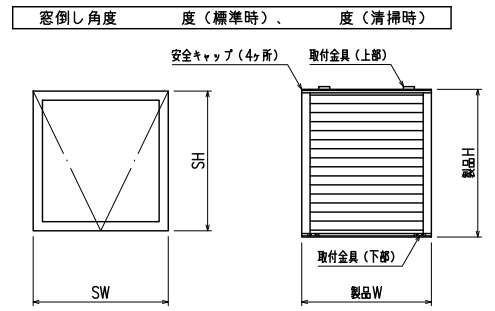 窓倒し角度　　　度（標準時）、　　　度（清掃時）
安全キャップ（4ヶ所）
取付金具（上部）
SH
製品H
取付金具（下部）
SW
製品W